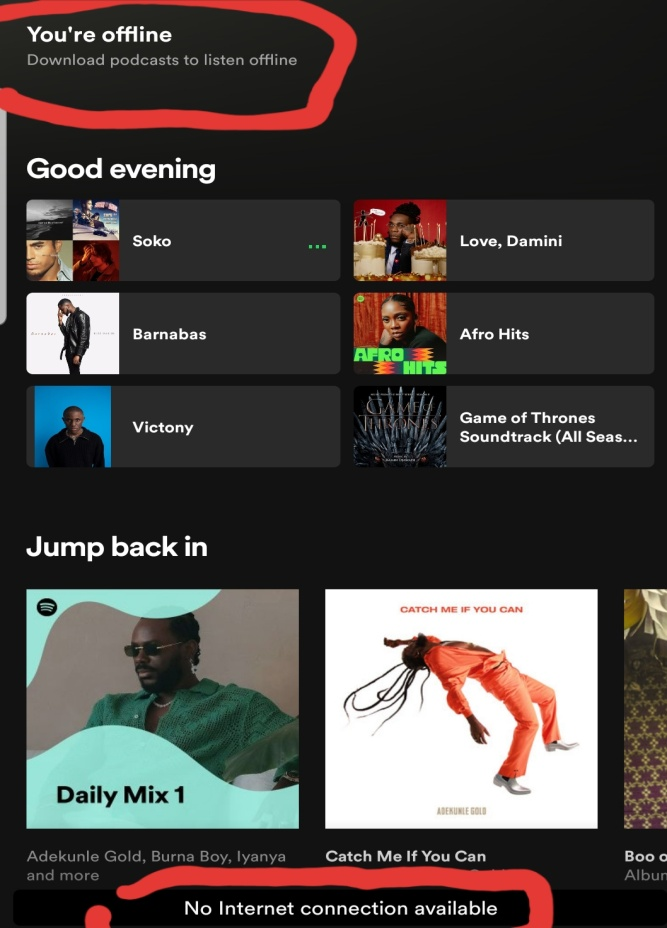 You're offline
Download podcasts to listen offline
Good evening
Soko
Love, Damini
Barnabas
Afro Hits
AFRO
HITS
Victony
GAME OF
THRONES
Game of Thrones
Soundtrack (All Seas...
Jump back in
CATCH ME IF YOU CAN
Daily Mix 1
ADEKUNLE GOLD
Adekunle Gold, Burna Boy, Iyanya
and more
Catch Me If You Can
Boo o
Album
No Internet connection available